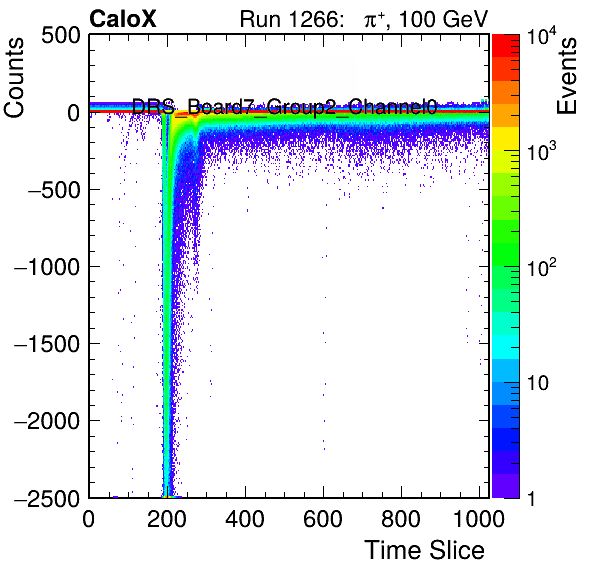 CaloX Run 1266: π⁺, 100 GeV
DRS_Board7_Group2_Channel0
Counts
500
0
−500
−1000
−1500
−2000
−2500
0 200 400 600 800 1000
Time Slice
Events
10⁴
10³
10²
10
1